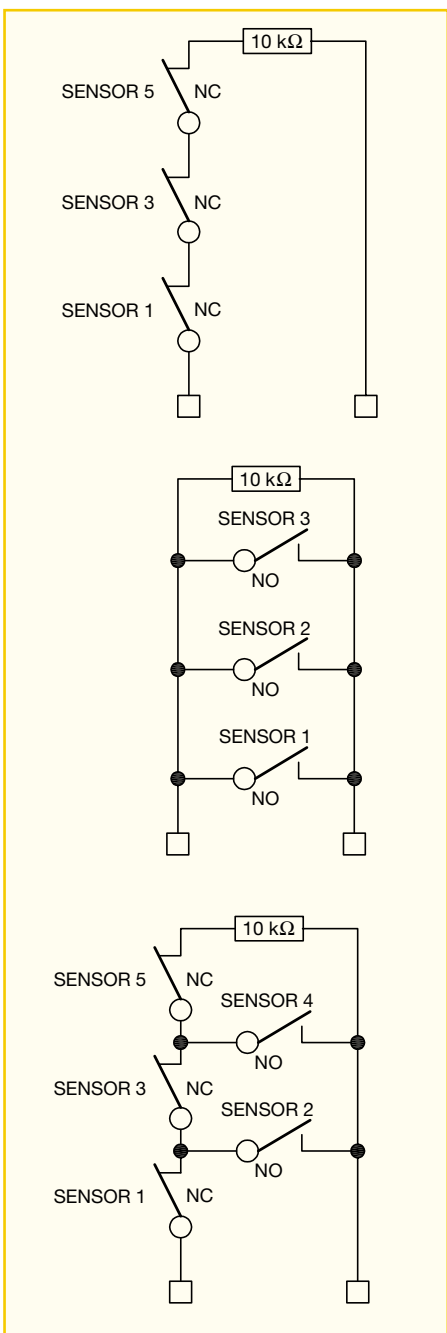 10 kΩ
SENSOR 5 NC
SENSOR 3 NC
SENSOR 1 NC
10 kΩ
SENSOR 3
NO
SENSOR 2
NO
SENSOR 1
NO
10 kΩ
SENSOR 5 NC
SENSOR 4
NO
SENSOR 3 NC
SENSOR 2
NO
SENSOR 1 NC